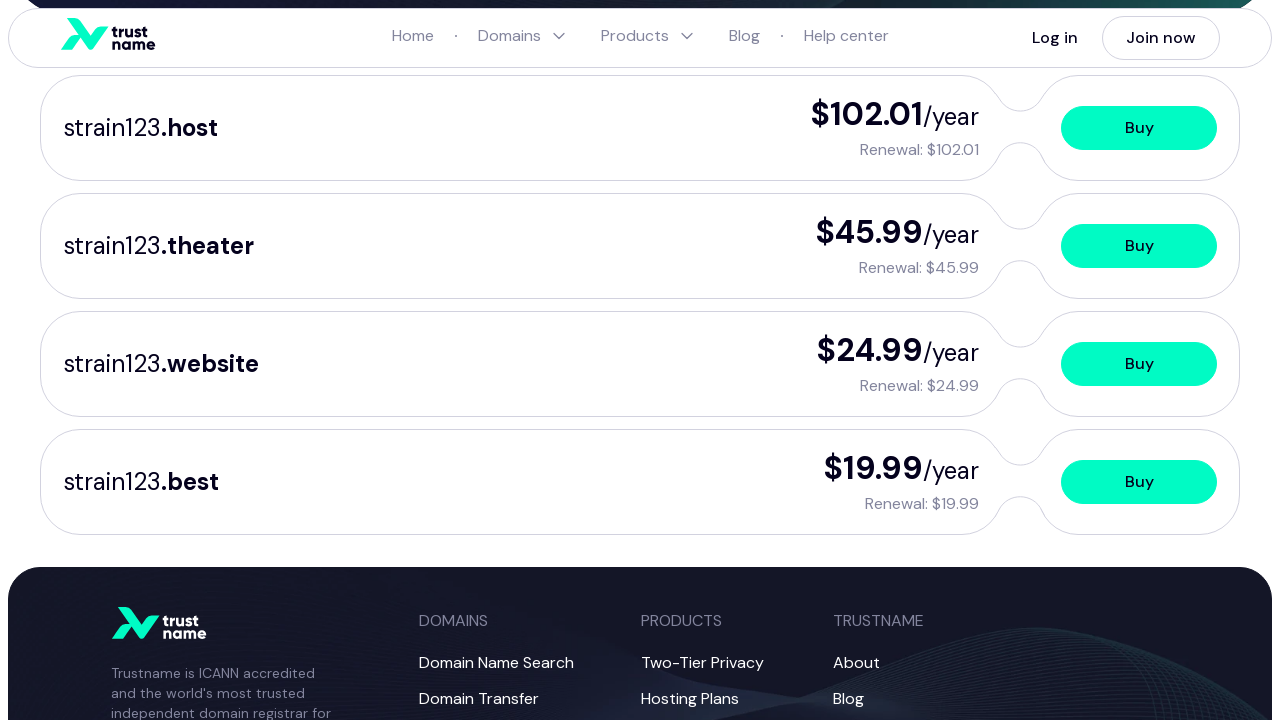 trust name
Home · Domains Products Blog · Help center
Log in
Join now
strain123.host
$102.01/year
Renewal: $102.01
Buy
strain123.theater
$45.99/year
Renewal: $45.99
Buy
strain123.website
$24.99/year
Renewal: $24.99
Buy
strain123.best
$19.99/year
Renewal: $19.99
Buy
trust name
Trustname is ICANN accredited
and the world's most trusted
independent domain registrar for
DOMAINS
Domain Name Search
Domain Transfer
PRODUCTS
Two-Tier Privacy
Hosting Plans
TRUSTNAME
About
Blog